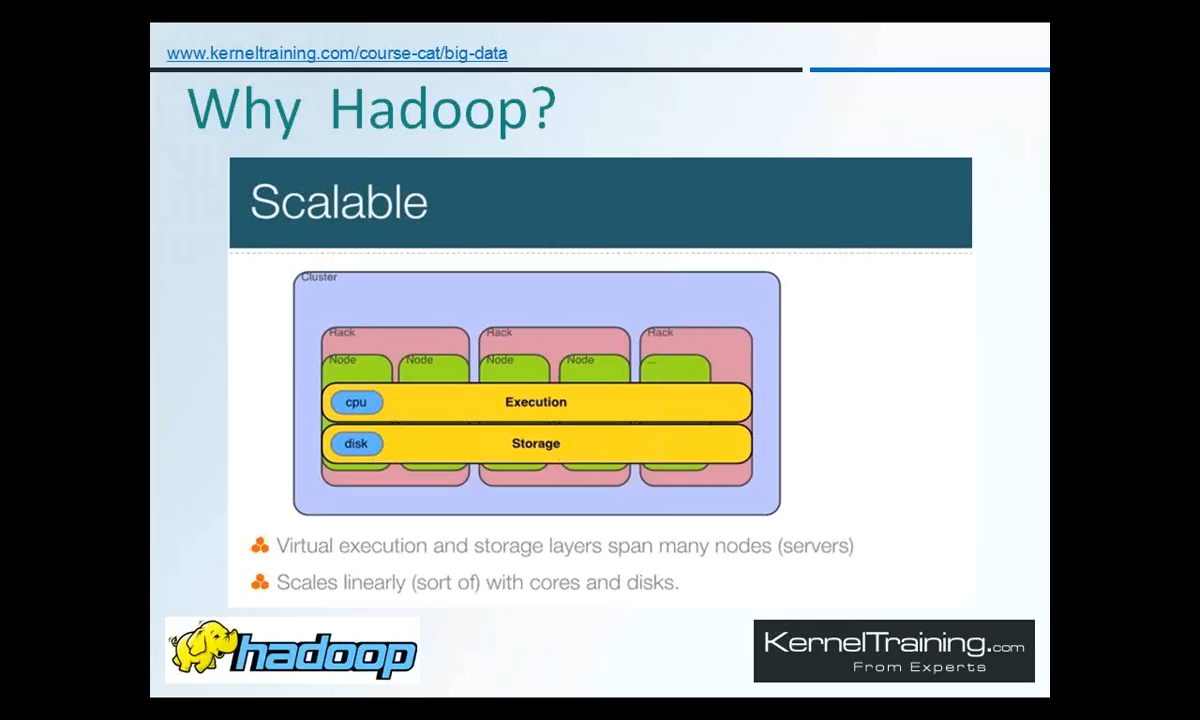 www.kerneltraining.com/course-cat/big-data
Why Hadoop?
Scalable
Cluster
Rack Rack Rack
Node Node Node Node ...
cpu Execution
disk Storage
Virtual execution and storage layers span many nodes (servers)
Scales linearly (sort of) with cores and disks.
hadoop
KernelTraining.com
From Experts